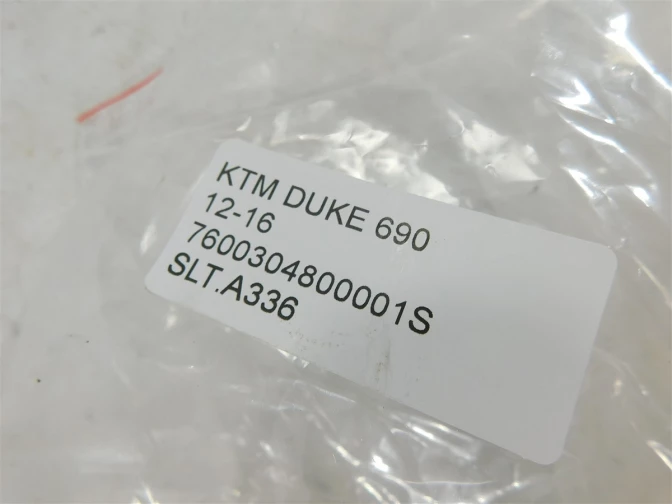 KTM DUKE 690
12-16
7600304800001S
SLT.A336